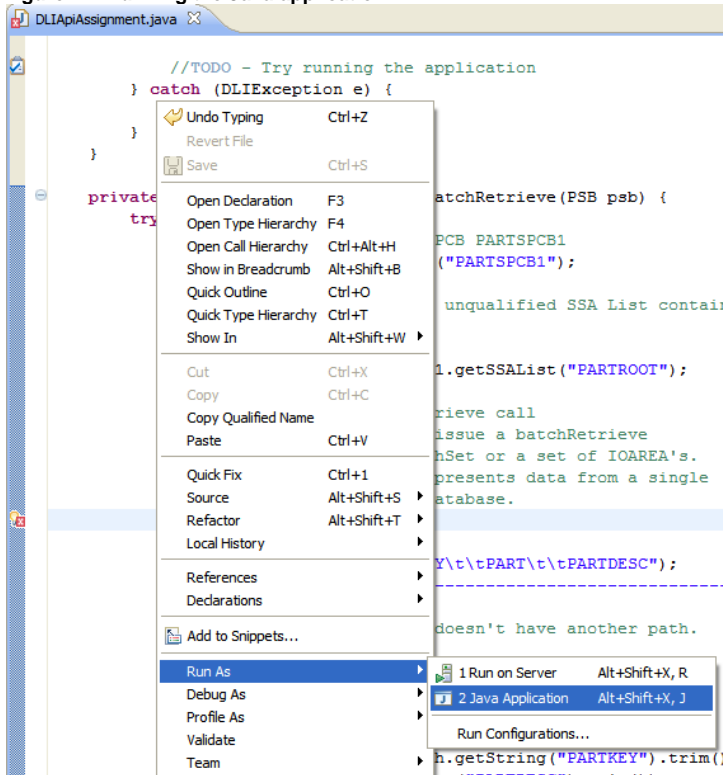 DLIApiAssignment.java
//TODO - Try running the application
} catch (DLIException e) {
}
}
private atchRetrieve(PSB psb) {
try
PCB PARTSPCB1
("PARTSPCB1");
unqualified SSA List contai
1.getSSAList("PARTROOT");
rieve call
issue a batchRetrieve
hSet or a set of IOAREA's.
presents data from a single
atabase.
Y\t\tPART\t\tPARTDESC");
doesn't have another path.
h.getString("PARTKEY").trim()
Undo Typing Ctrl+Z
Revert File
Save Ctrl+S
Open Declaration F3
Open Type Hierarchy F4
Open Call Hierarchy Ctrl+Alt+H
Show in Breadcrumb Alt+Shift+B
Quick Outline Ctrl+O
Quick Type Hierarchy Ctrl+T
Show In Alt+Shift+W
Cut Ctrl+X
Copy Ctrl+C
Copy Qualified Name
Paste Ctrl+V
Quick Fix Ctrl+1
Source Alt+Shift+S
Refactor Alt+Shift+T
Local History
References
Declarations
Add to Snippets...
Run As
Debug As
Profile As
Validate
Team
1 Run on Server Alt+Shift+X, R
2 Java Application Alt+Shift+X, J
Run Configurations...